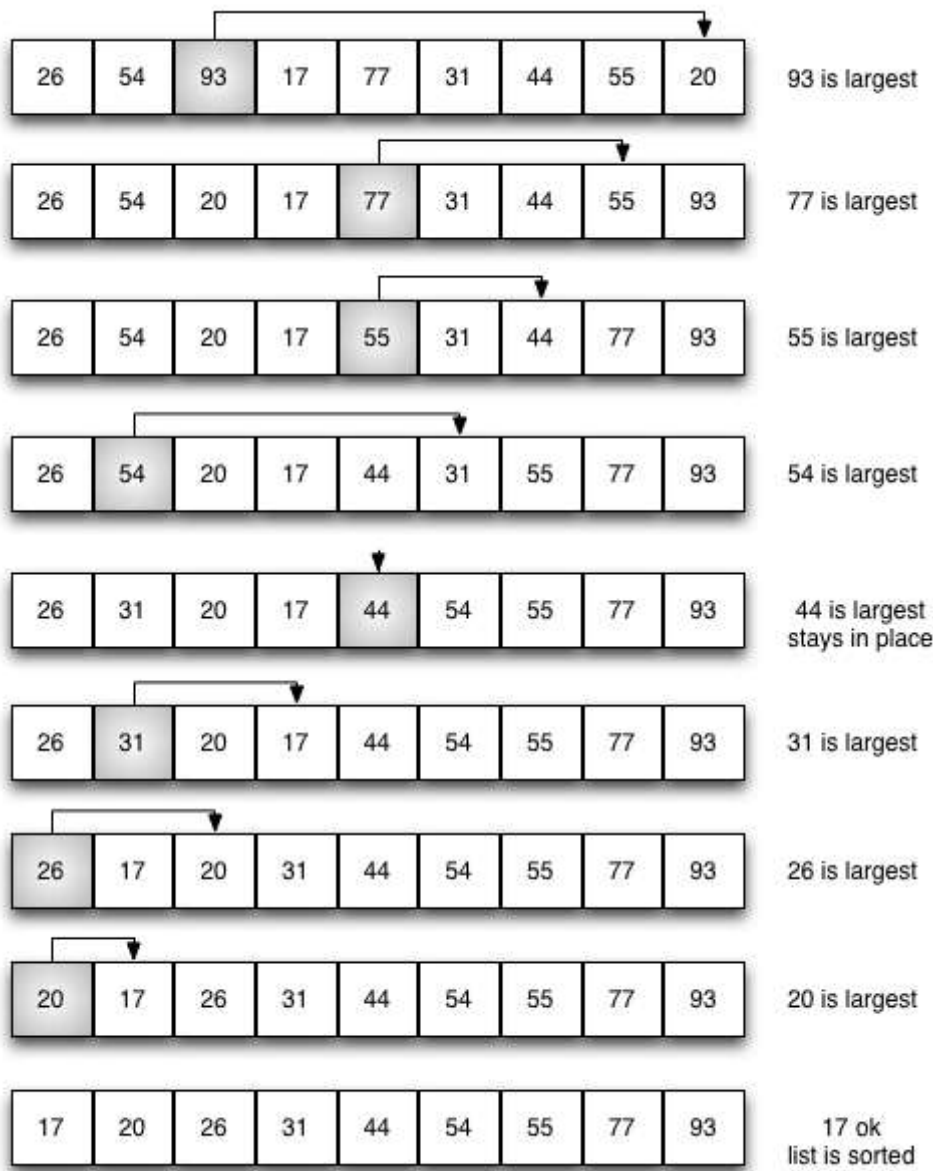 26 54 93 17 77 31 44 55 20 93 is largest
26 54 20 17 77 31 44 55 93 77 is largest
26 54 20 17 55 31 44 77 93 55 is largest
26 54 20 17 44 31 55 77 93 54 is largest
26 31 20 17 44 54 55 77 93 44 is largest
stays in place
26 31 20 17 44 54 55 77 93 31 is largest
26 17 20 31 44 54 55 77 93 26 is largest
20 17 26 31 44 54 55 77 93 20 is largest
17 20 26 31 44 54 55 77 93 17 ok
list is sorted